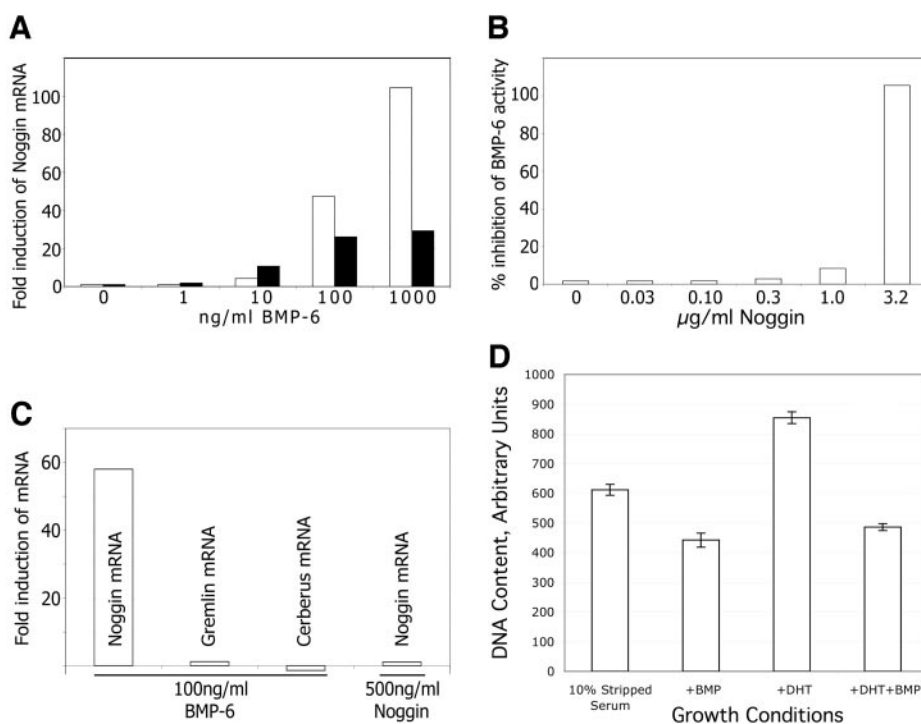 A
Fold induction of Noggin mRNA
100
80
60
40
20
0
0 1 10 100 1000
ng/ml BMP-6
B
% inhibition of BMP-6 activity
100
80
60
40
20
0
0 0.03 0.10 0.3 1.0 3.2
µg/ml Noggin
C
Fold induction of mRNA
60
40
20
Noggin mRNA
Gremlin mRNA
Cerberus mRNA
Noggin mRNA
100ng/ml
BMP-6
500ng/ml
Noggin
D
DNA Content, Arbitrary Units
1000
900
800
700
600
500
400
300
200
100
0
10% Stripped
Serum
+BMP
+DHT
+DHT+BMP
Growth Conditions